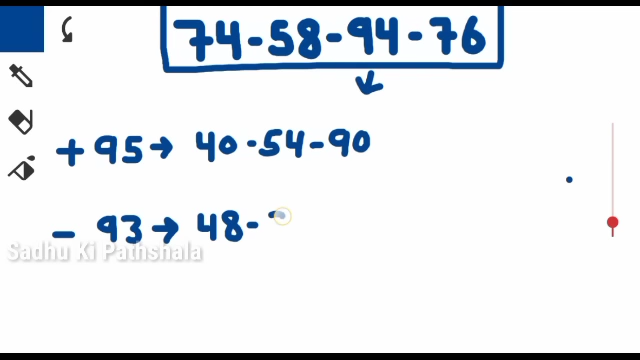 74-58-94-76
+ 95 → 40-54-90
- 93 → 48-
Sadhu Ki Pathshala